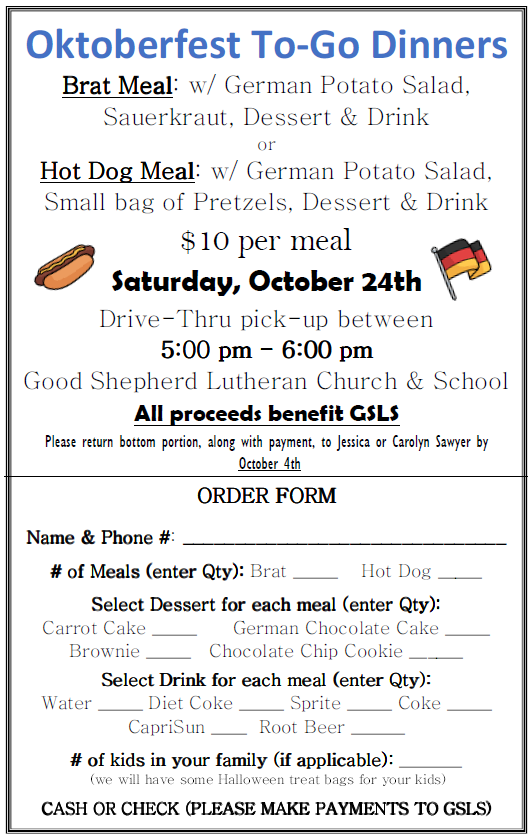 Oktoberfest To-Go Dinners
Brat Meal: w/ German Potato Salad,
Sauerkraut, Dessert & Drink
or
Hot Dog Meal: w/ German Potato Salad,
Small bag of Pretzels, Dessert & Drink
$10 per meal
Saturday, October 24th
Drive-Thru pick-up between
5:00 pm - 6:00 pm
Good Shepherd Lutheran Church & School
All proceeds benefit GSLS
Please return bottom portion, along with payment, to Jessica or Carolyn Sawyer by
October 4th
ORDER FORM
Name & Phone #: ________________________________
# of Meals (enter Qty): Brat _____ Hot Dog _____
Select Dessert for each meal (enter Qty):
Carrot Cake _____ German Chocolate Cake _____
Brownie _____ Chocolate Chip Cookie ______
Select Drink for each meal (enter Qty):
Water _____ Diet Coke _____ Sprite _____ Coke _____
CapriSun ____ Root Beer ______
# of kids in your family (if applicable): _______
(we will have some Halloween treat bags for your kids)
CASH OR CHECK (PLEASE MAKE PAYMENTS TO GSLS)